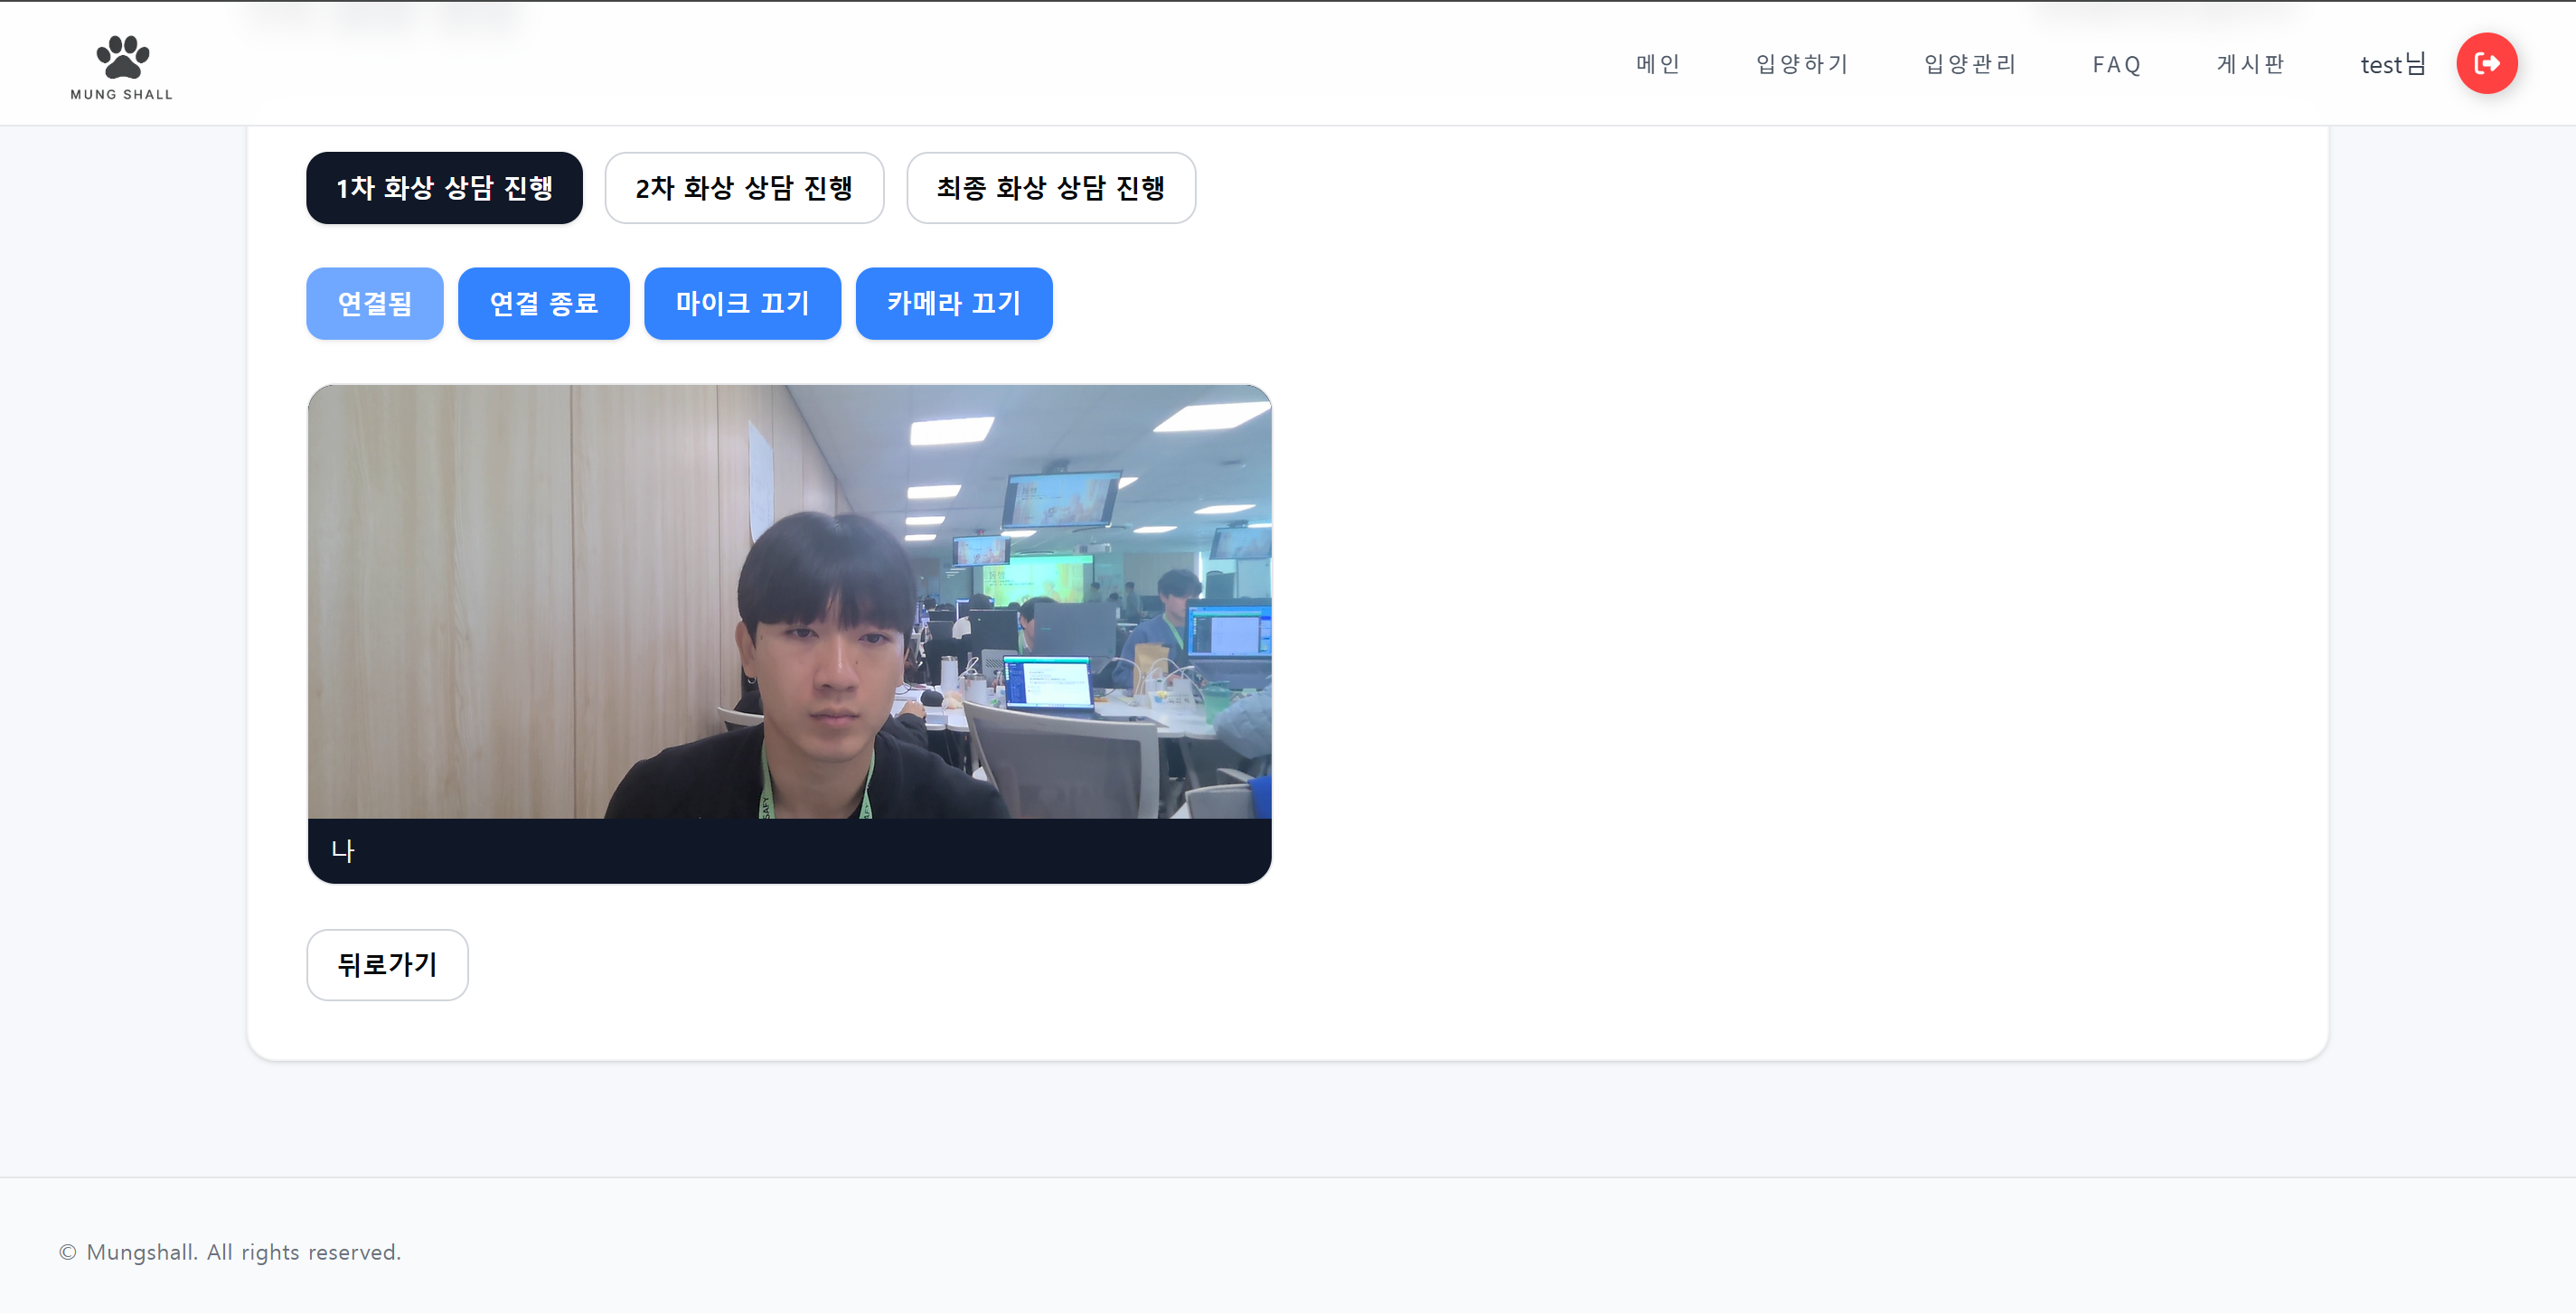 MUNG SHALL
메인 입양하기 입양관리 FAQ 게시판 test님
1차 화상 상담 진행 2차 화상 상담 진행 최종 화상 상담 진행
연결됨 연결 종료 마이크 끄기 카메라 끄기
나
뒤로가기
© Mungshall. All rights reserved.